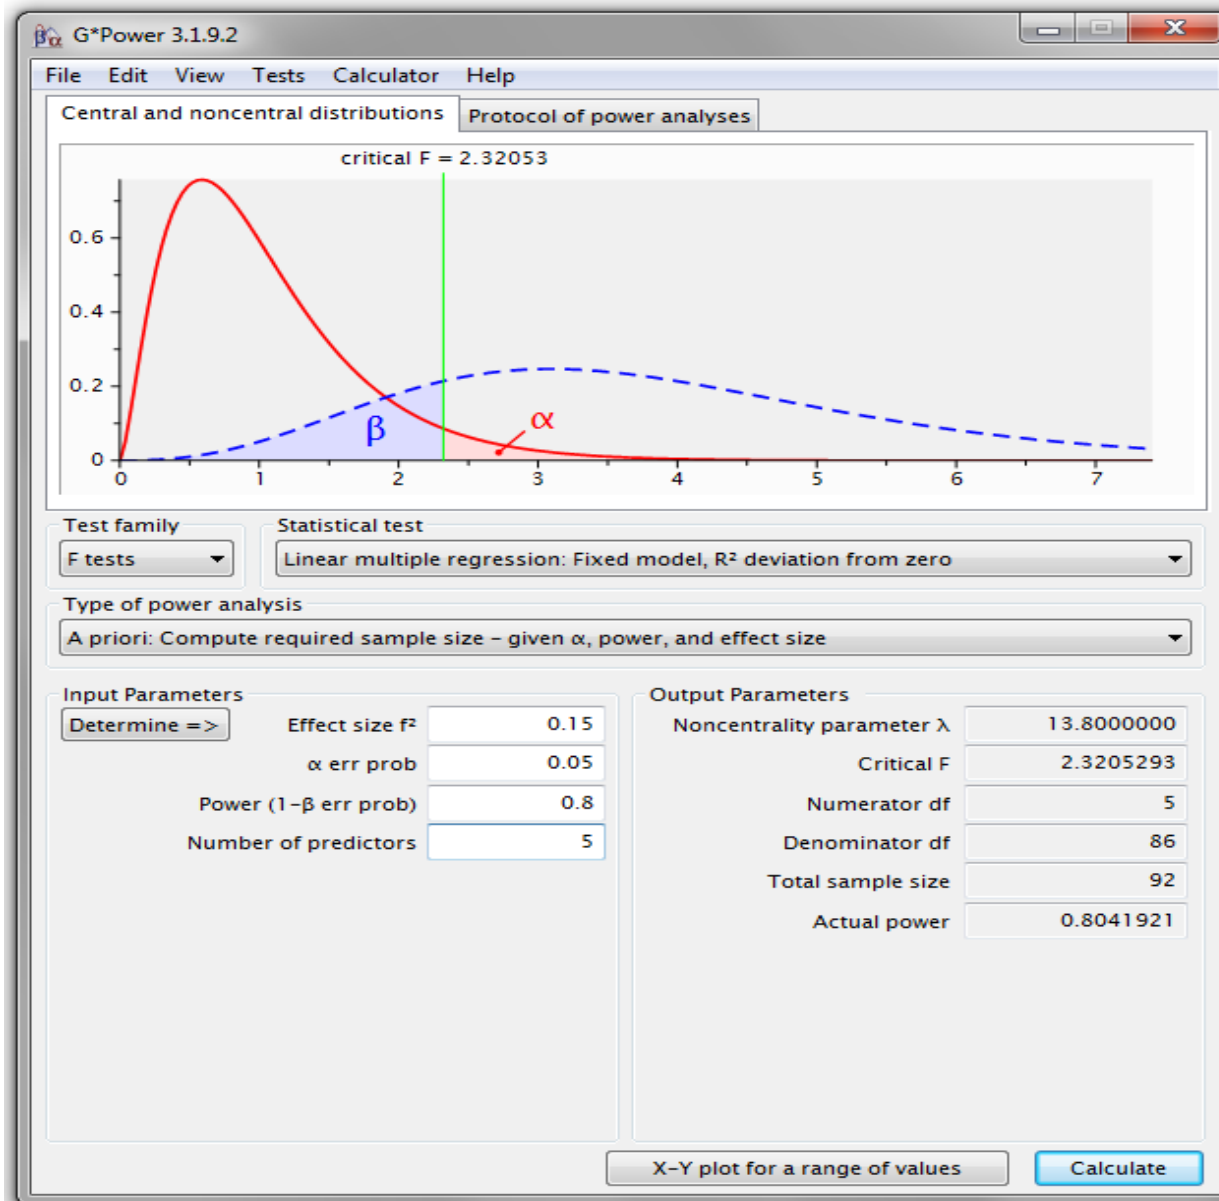 G*Power 3.1.9.2
File Edit View Tests Calculator Help
Central and noncentral distributions Protocol of power analyses
critical F = 2.32053
0.6
0.4
0.2
0
β
α
0 1 2 3 4 5 6 7
Test family Statistical test
F tests Linear multiple regression: Fixed model, R² deviation from zero
Type of power analysis
A priori: Compute required sample size – given α, power, and effect size
Input Parameters
Determine =>
Effect size f² 0.15
α err prob 0.05
Power (1–β err prob) 0.8
Number of predictors 5
Output Parameters
Noncentrality parameter λ 13.8000000
Critical F 2.3205293
Numerator df 5
Denominator df 86
Total sample size 92
Actual power 0.8041921
X–Y plot for a range of values Calculate